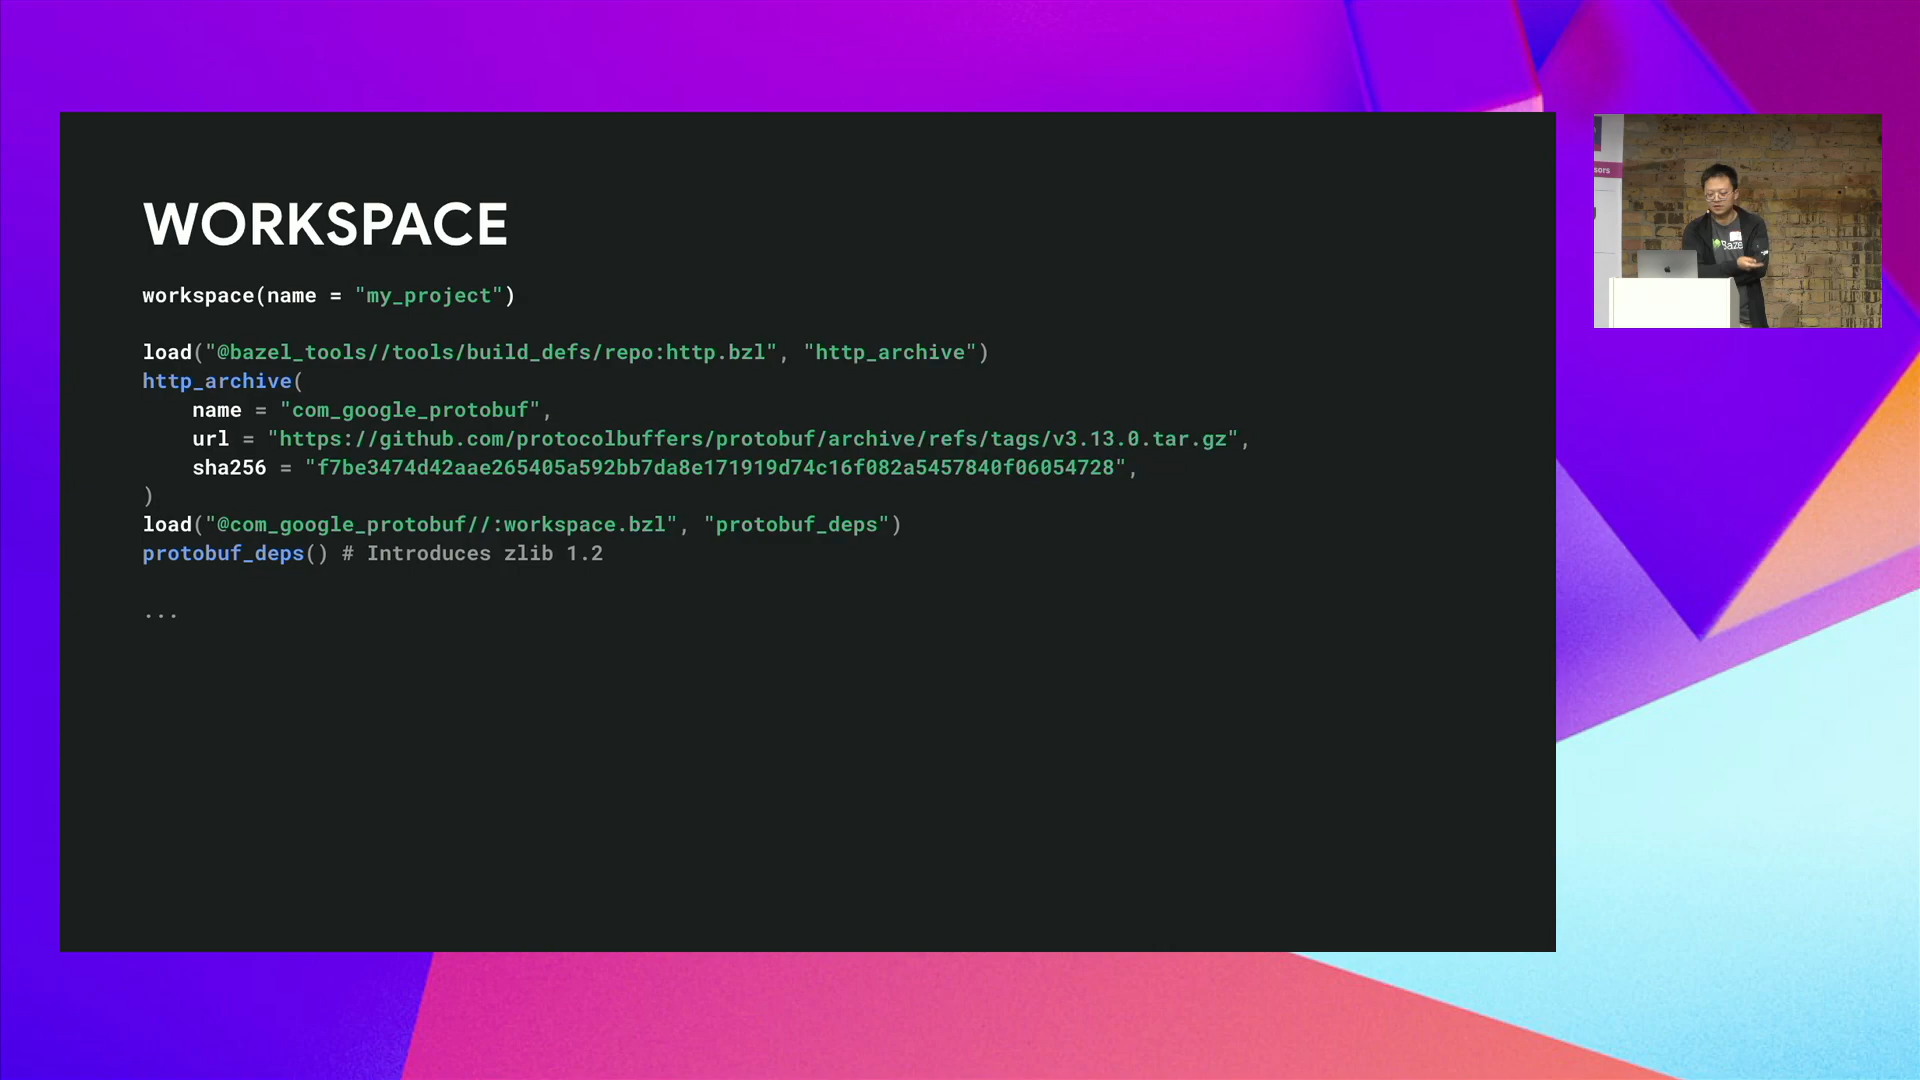 WORKSPACE
workspace(name = "my_project")
load("@bazel_tools//tools/build_defs/repo:http.bzl", "http_archive")
http_archive(
name = "com_google_protobuf",
url = "https://github.com/protocolbuffers/protobuf/archive/refs/tags/v3.13.0.tar.gz",
sha256 = "f7be3474d42aae265405a592bb7da8e171919d74c16f082a5457840f06054728",
)
load("@com_google_protobuf//:workspace.bzl", "protobuf_deps")
protobuf_deps() # Introduces zlib 1.2
...
sors
Baze